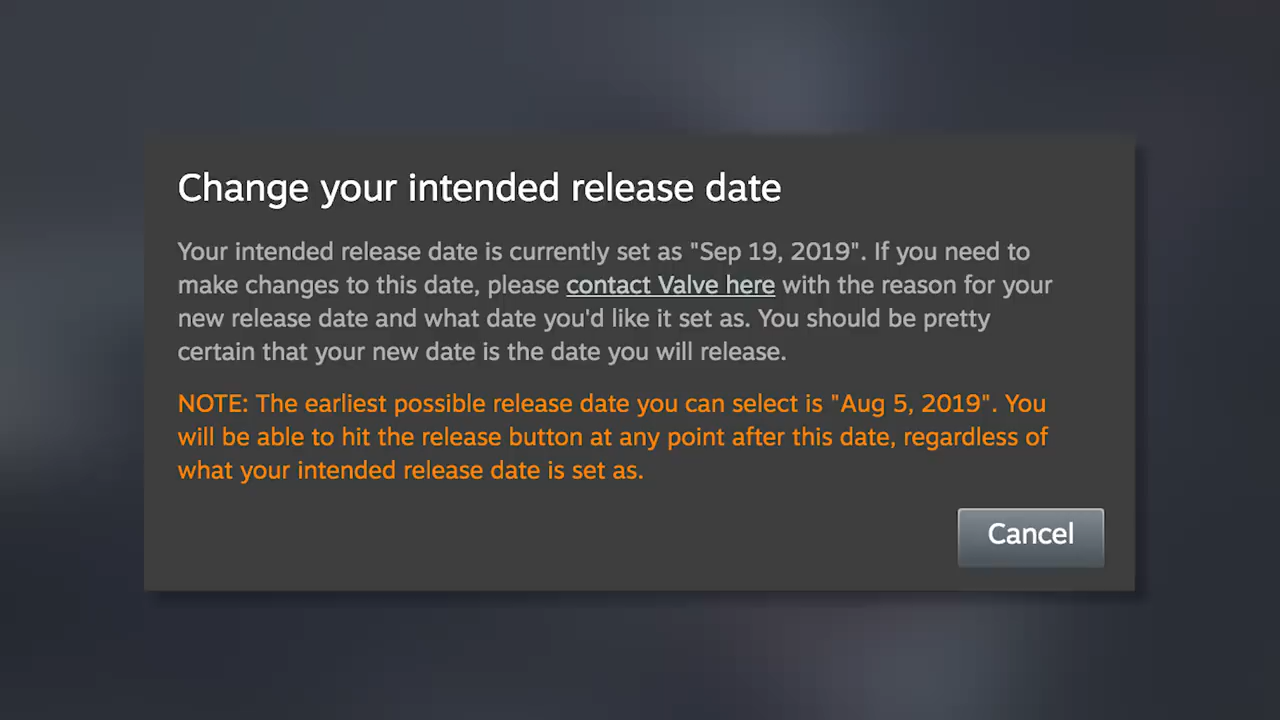 Change your intended release date
Your intended release date is currently set as "Sep 19, 2019". If you need to
make changes to this date, please contact Valve here with the reason for your
new release date and what date you'd like it set as. You should be pretty
certain that your new date is the date you will release.
NOTE: The earliest possible release date you can select is "Aug 5, 2019". You
will be able to hit the release button at any point after this date, regardless of
what your intended release date is set as.
Cancel